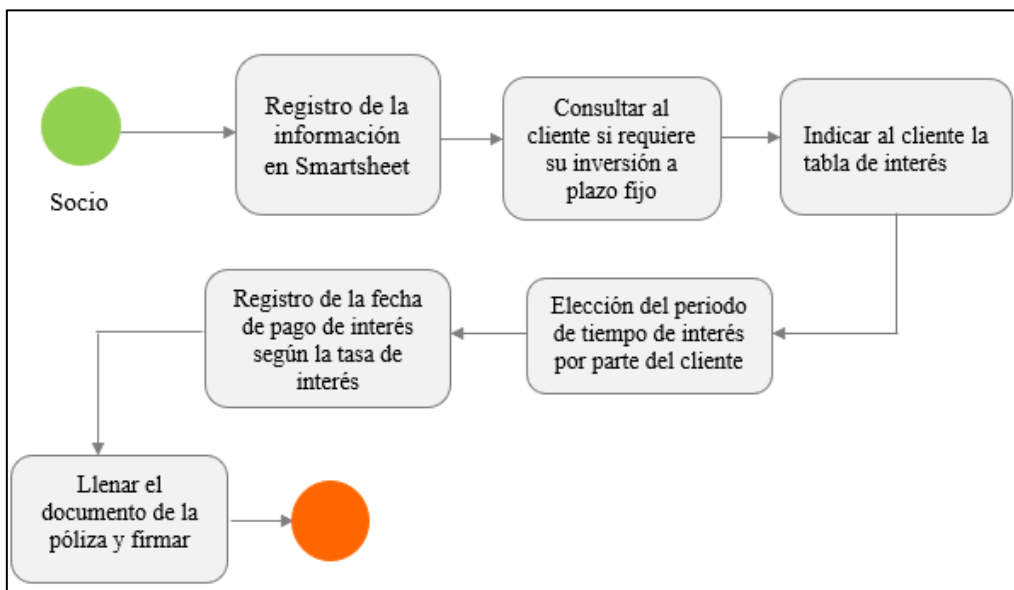 Socio
Registro de la
información
en Smartsheet
Consultar al
cliente si requiere
su inversión a
plazo fijo
Indicar al cliente la
tabla de interés
Elección del periodo
de tiempo de interés
por parte del cliente
Registro de la fecha
de pago de interés
según la tasa de
interés
Llenar el
documento de la
póliza y firmar